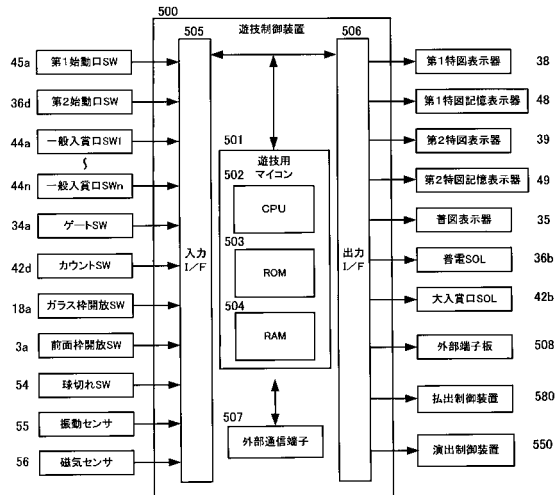 500
505
遊技制御装置
506
45a
第1始動口SW
36d
第2始動口SW
44a
一般入賞口SW1
~
44n
一般入賞口SWn
34a
ゲートSW
42d
カウントSW
18a
ガラス枠開放SW
3a
前面枠開放SW
54
球切れSW
55
振動センサ
56
磁気センサ
入力
I/F
501
遊技用
マイコン
502
CPU
503
ROM
504
RAM
507
外部通信端子
出力
I/F
第1特図表示器
38
第1特図記憶表示器
48
第2特図表示器
39
第2特図記憶表示器
49
普図表示器
35
普電SOL
36b
大入賞口SOL
42b
外部端子板
508
払出制御装置
580
演出制御装置
550